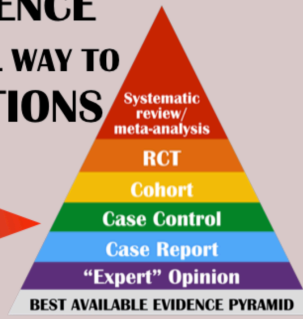 ENCE
WAY TO
TIONS
Systematic
review/
meta-analysis
RCT
Cohort
Case Control
Case Report
“Expert” Opinion
BEST AVAILABLE EVIDENCE PYRAMID